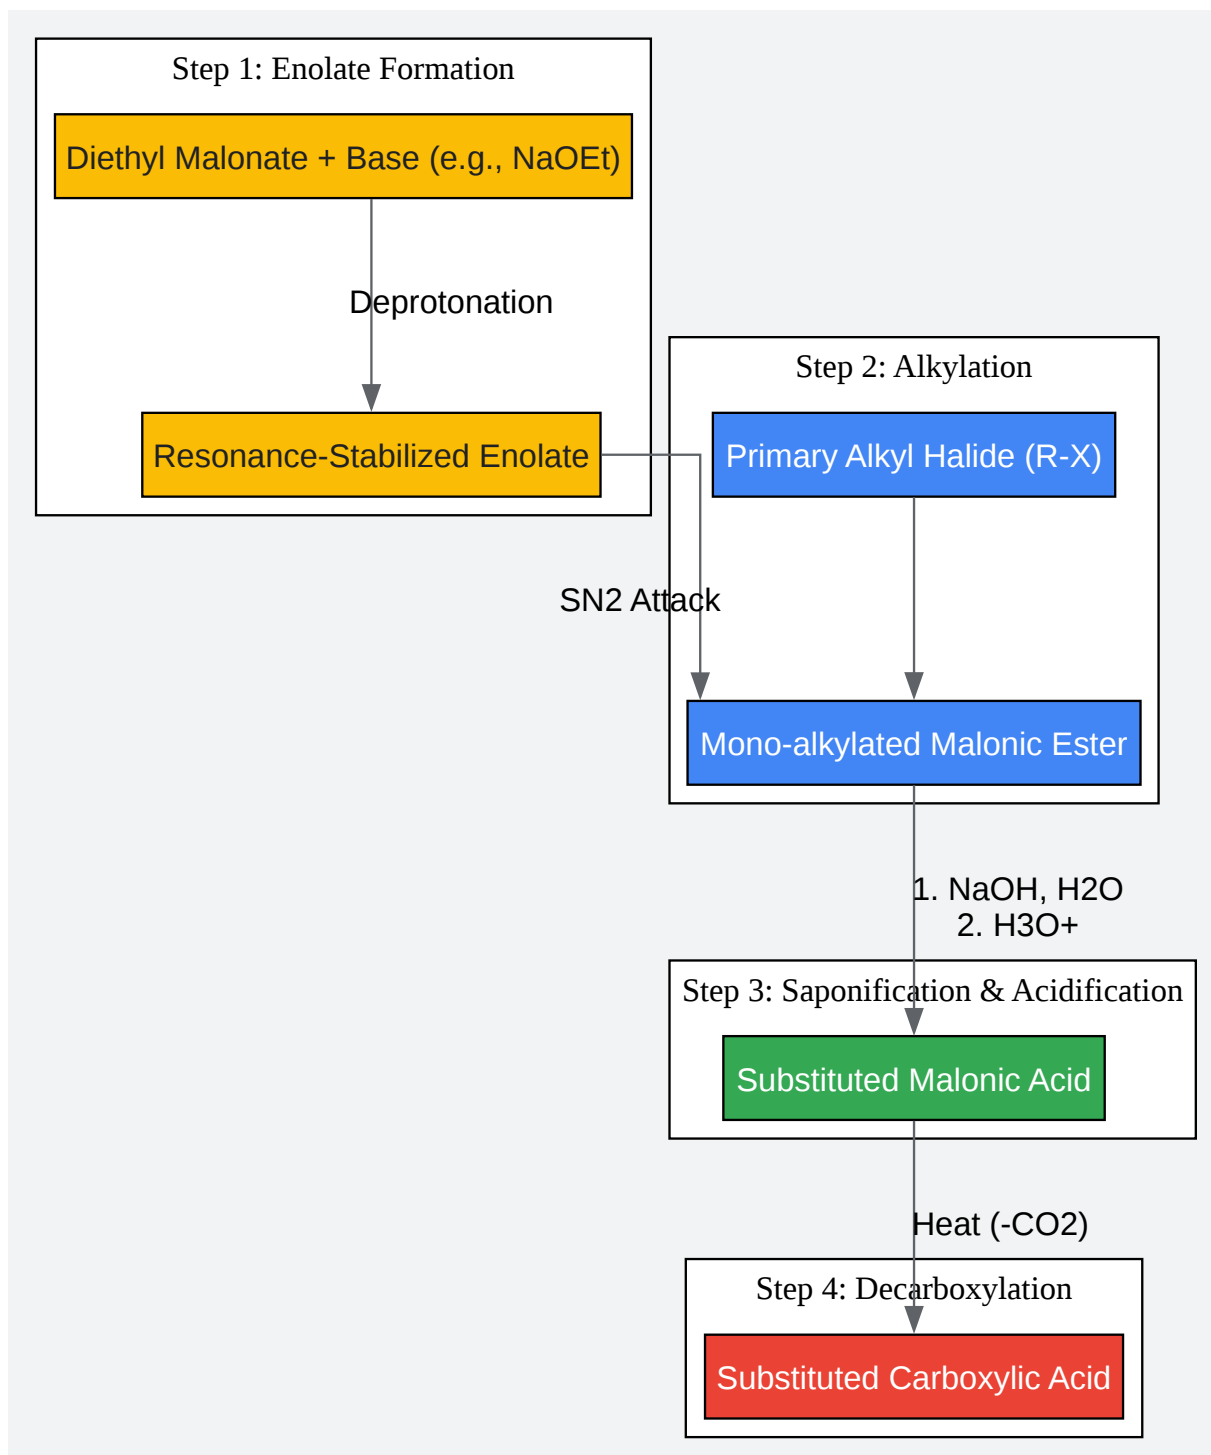 Step 1: Enolate Formation
Diethyl Malonate + Base (e.g., NaOEt)
Deprotonation
Resonance-Stabilized Enolate
Step 2: Alkylation
Primary Alkyl Halide (R-X)
SN2 Attack
Mono-alkylated Malonic Ester
1. NaOH, H2O
2. H3O+
Step 3: Saponification & Acidification
Substituted Malonic Acid
Heat (-CO2)
Step 4: Decarboxylation
Substituted Carboxylic Acid